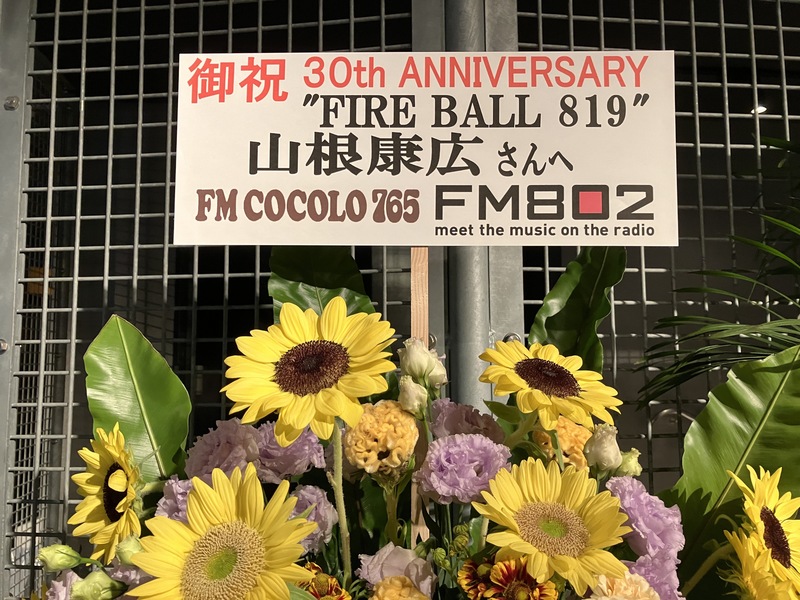 御祝 30th ANNIVERSARY
"FIRE BALL 819"
山根康広 さんへ
FM COCOLO 765 FM802
meet the music on the radio